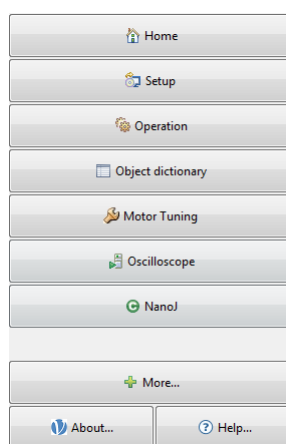 Home
Setup
Operation
Object dictionary
Motor Tuning
Oscilloscope
NanoJ
More...
About...
Help...